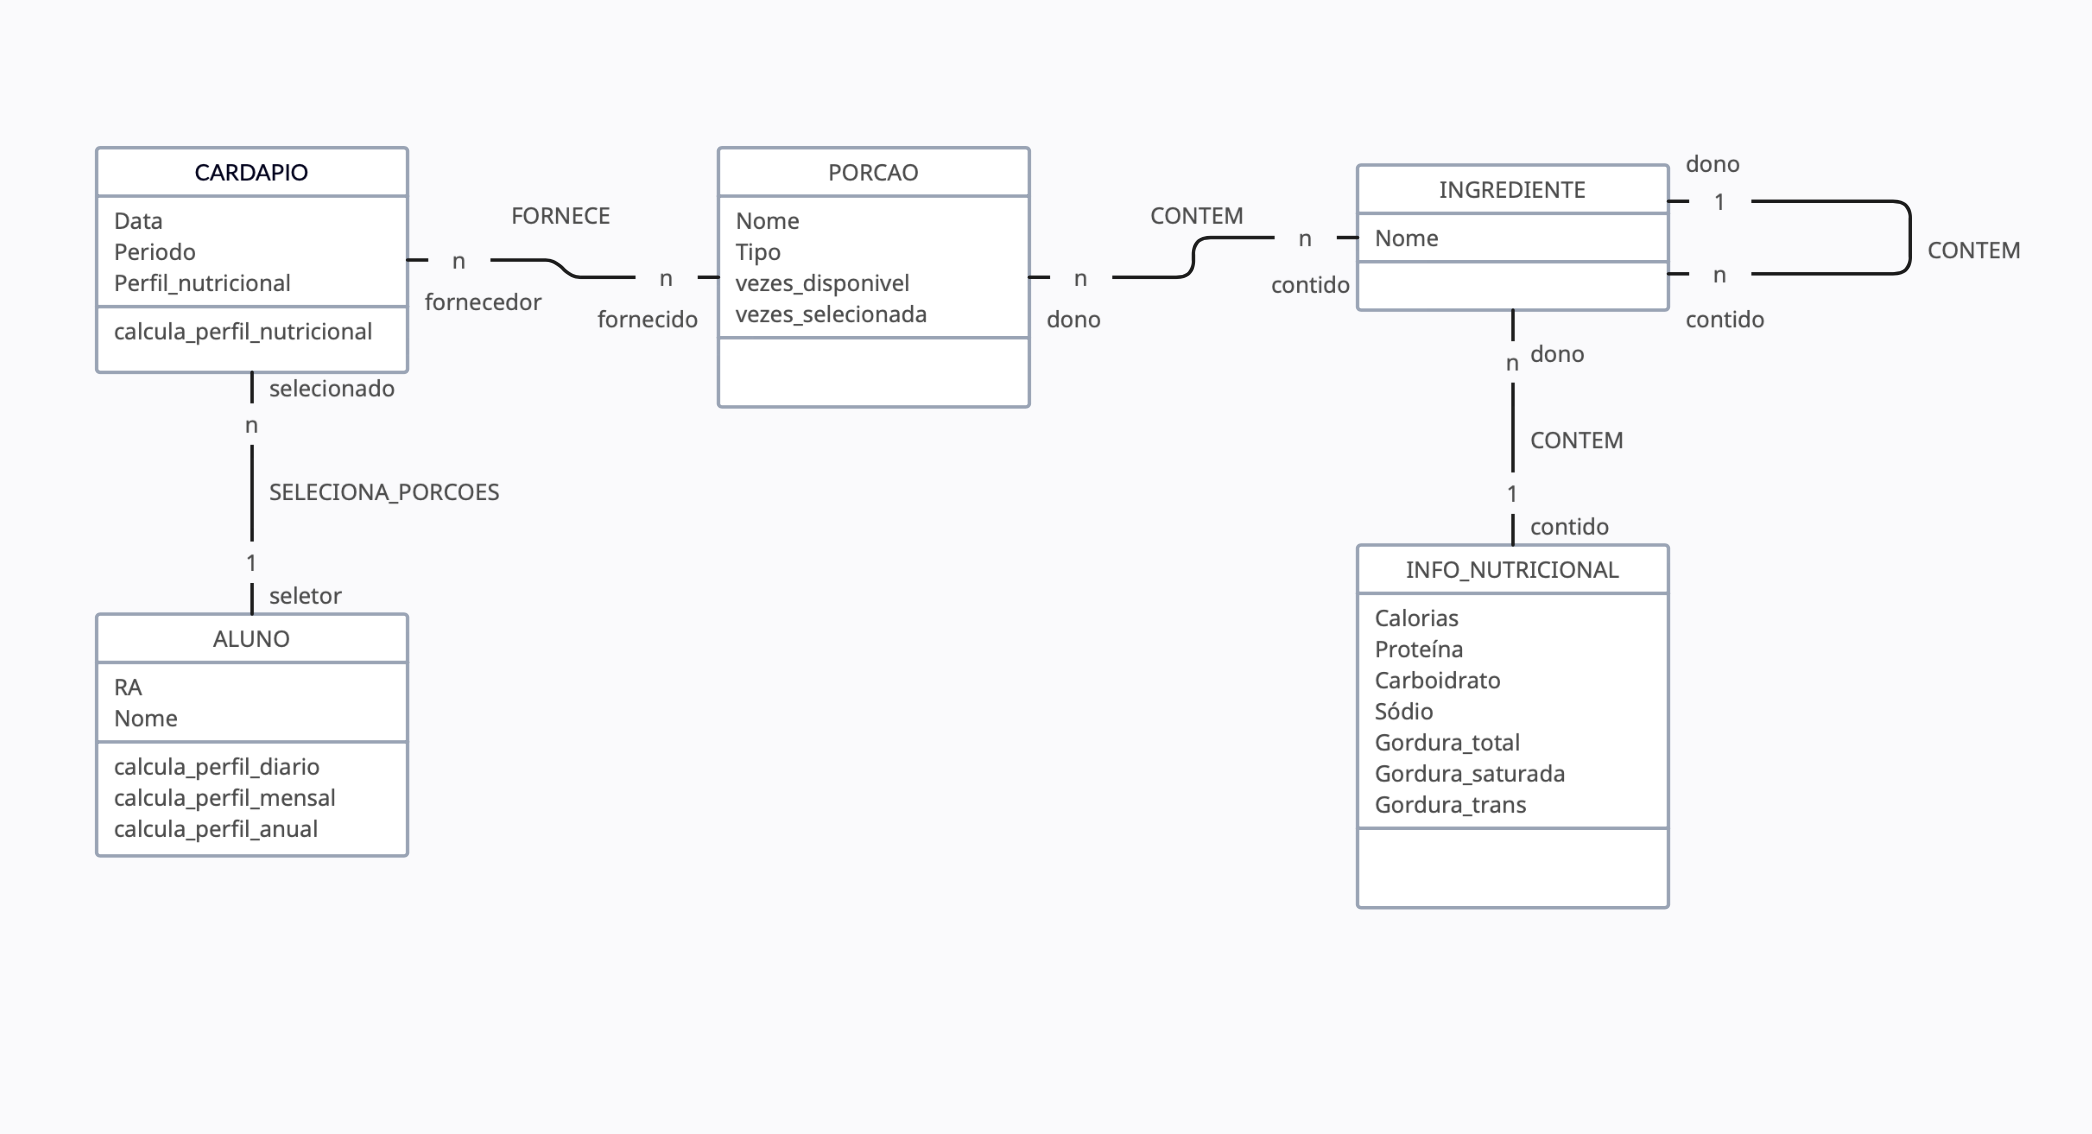 CARDAPIO
Data
Periodo
Perfil_nutricional
calcula_perfil_nutricional
n
fornecedor
FORNECE
n
fornecido
PORCAO
Nome
Tipo
vezes_disponivel
vezes_selecionada
n
dono
CONTEM
n
contido
INGREDIENTE
Nome
dono
1
CONTEM
n
contido
selecionado
n
SELECIONA_PORCOES
1
seletor
ALUNO
RA
Nome
calcula_perfil_diario
calcula_perfil_mensal
calcula_perfil_anual
dono
n
CONTEM
1
contido
INFO_NUTRICIONAL
Calorias
Proteína
Carboidrato
Sódio
Gordura_total
Gordura_saturada
Gordura_trans